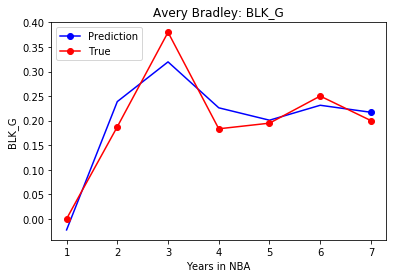 Avery Bradley: BLK_G
Prediction
True
BLK_G
0.40
0.35
0.30
0.25
0.20
0.15
0.10
0.05
0.00
1 2 3 4 5 6 7
Years in NBA